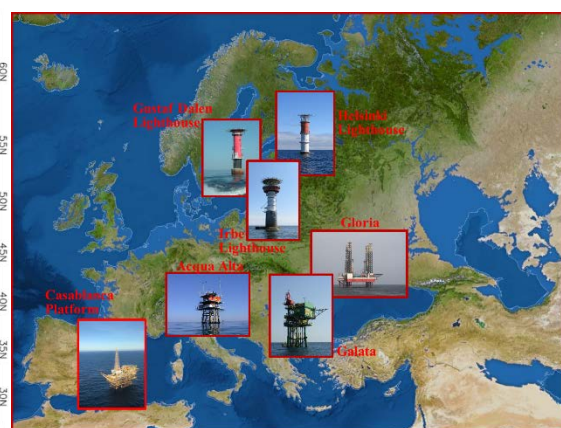 60N
55N
50N
45N
40N
35N
30N
Gustaf Dalen
Lighthouse
Helsinki
Lighthouse
Irbe
Lighthouse
Gloria
Acqua Alta
Casablanca
Platform
Galata